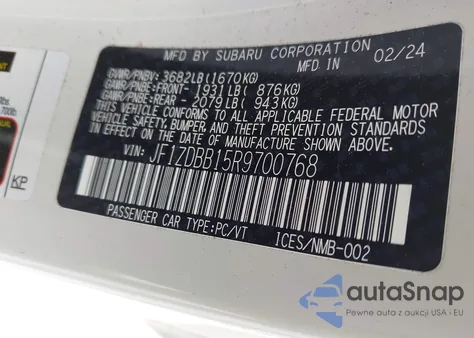 MFD BY SUBARU CORPORATION 02/24
GVWR/PNBV: 3682LB(1670KG)
GAWR/PNBE:FRONT- 1931LB( 876KG)
GAWR/PNBE:REAR - 2079LB( 943KG)
THIS VEHICLE CONFORMS TO ALL APPLICABLE FEDERAL MOTOR
VEHICLE SAFETY, BUMPER, AND THEFT PREVENTION STANDARDS
IN EFFECT ON THE DATE OF MANUFACTURE SHOWN ABOVE.
VIN: JF1ZDBB15R9700768
PASSENGER CAR TYPE:PC/VT ICES/NMB-002
KP
autoSnap
Pewne auta z aukcji USA - EU